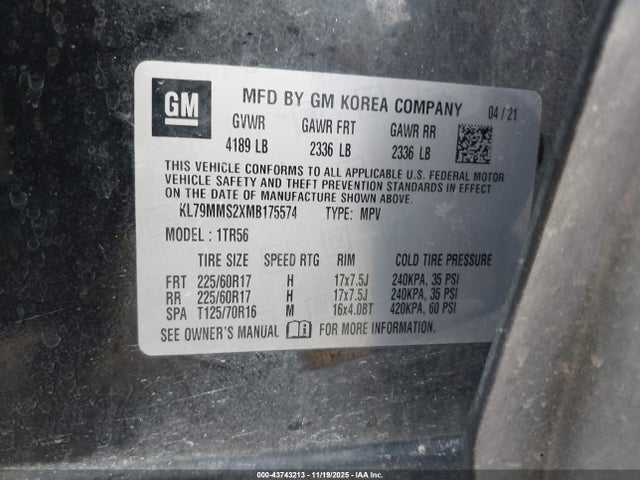 GM
MFD BY GM KOREA COMPANY 04 / 21
GVWR GAWR FRT GAWR RR
4189 LB 2336 LB 2336 LB
THIS VEHICLE CONFORMS TO ALL APPLICABLE U.S. FEDERAL MOTOR
VEHICLE SAFETY AND THEFT PREVENTION STANDARDS IN EFFECT
ON THE DATE OF MANUFACTURE SHOWN ABOVE.
KL79MMS2XMB175574 TYPE: MPV
MODEL : 1TR56
TIRE SIZE SPEED RTG RIM COLD TIRE PRESSURE
FRT 225/60R17 H 17x7.5J 240KPA, 35 PSI
RR 225/60R17 H 17x7.5J 240KPA, 35 PSI
SPA T125/70R16 M 16x4.0BT 420KPA, 60 PSI
SEE OWNER'S MANUAL FOR MORE INFORMATION.
000-43743213 | 11/19/2025 - IAA Inc.